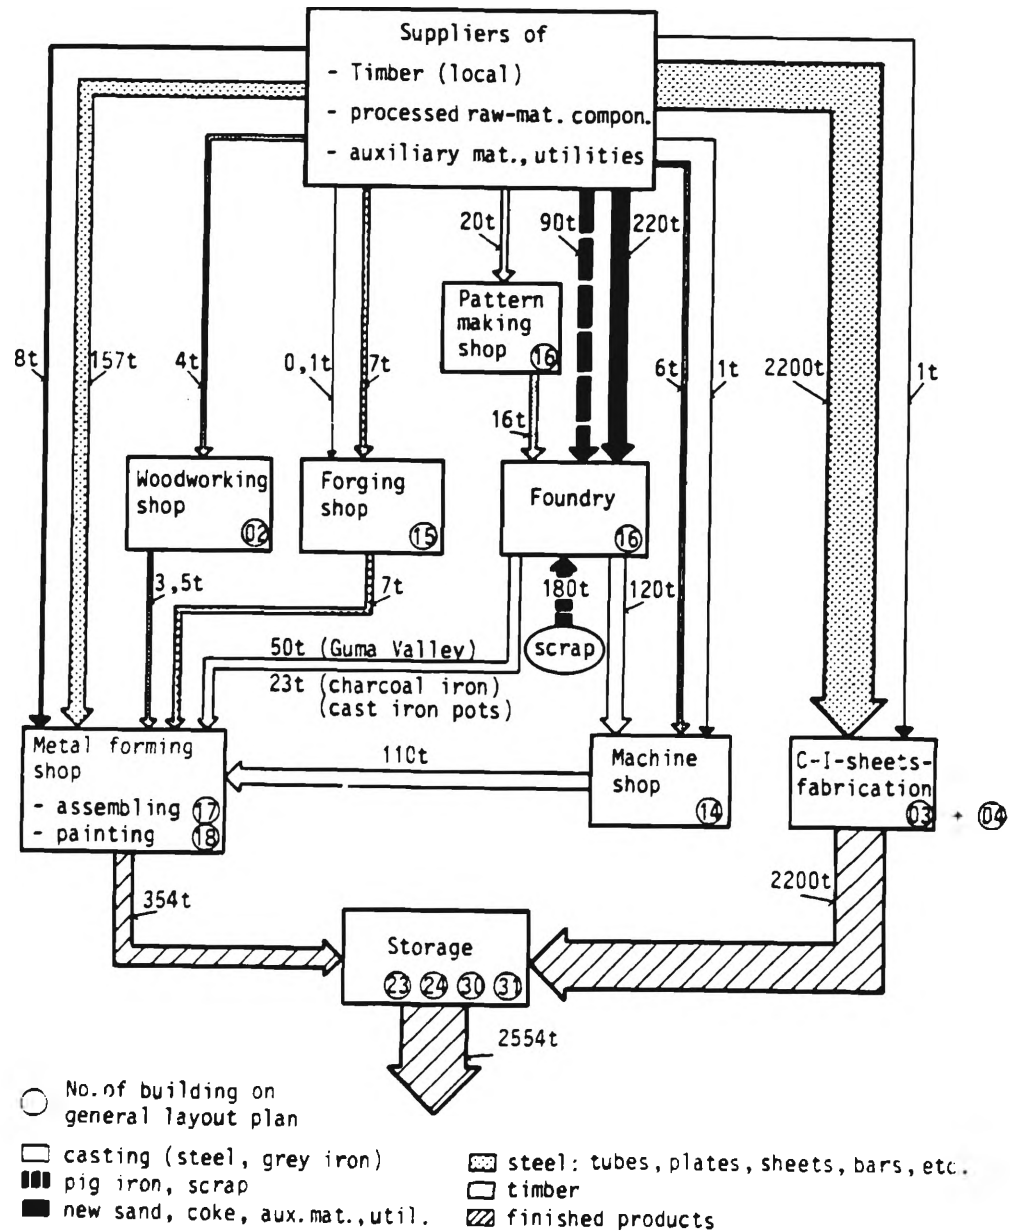 Suppliers of
- Timber (local)
- processed raw-mat. compon.
- auxiliary mat., utilities
20t
90t
220t
Pattern
making
shop
16
8t
157t
4t
0,1t
7t
6t
1t
2200t
1t
16t
Woodworking
shop
02
Forging
shop
15
Foundry
16
3,5t
7t
180t
120t
50t (Guma Valley)
scrap
23t (charcoal iron)
(cast iron pots)
Metal forming
shop
- assembling 17
- painting 18
110t
Machine
shop
14
C-I-sheets-
fabrication
03 + 04
354t
2200t
Storage
23 24 30 31
2554t
No. of building on
general layout plan
casting (steel, grey iron)
pig iron, scrap
new sand, coke, aux. mat., util.
steel: tubes, plates, sheets, bars, etc.
timber
finished products